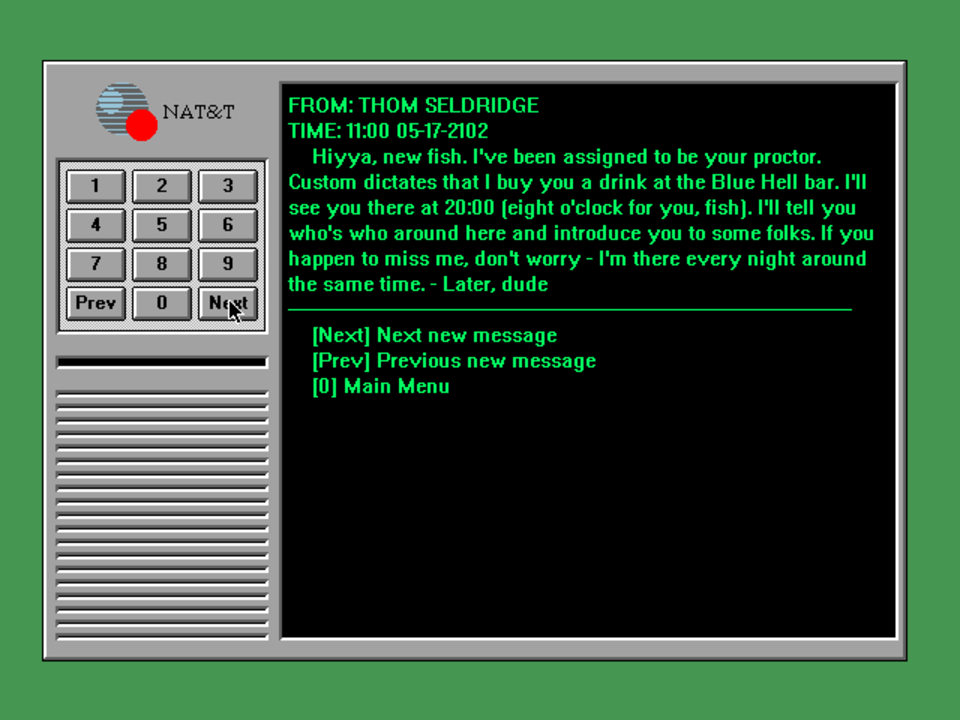 NAT&T
1 2 3
4 5 6
7 8 9
Prev 0 Next
FROM: THOM SELDRIDGE
TIME: 11:00 05-17-2102
Hiyya, new fish. I've been assigned to be your proctor.
Custom dictates that I buy you a drink at the Blue Hell bar. I'll
see you there at 20:00 (eight o'clock for you, fish). I'll tell you
who's who around here and introduce you to some folks. If you
happen to miss me, don't worry - I'm there every night around
the same time. - Later, dude
[Next] Next new message
[Prev] Previous new message
[0] Main Menu